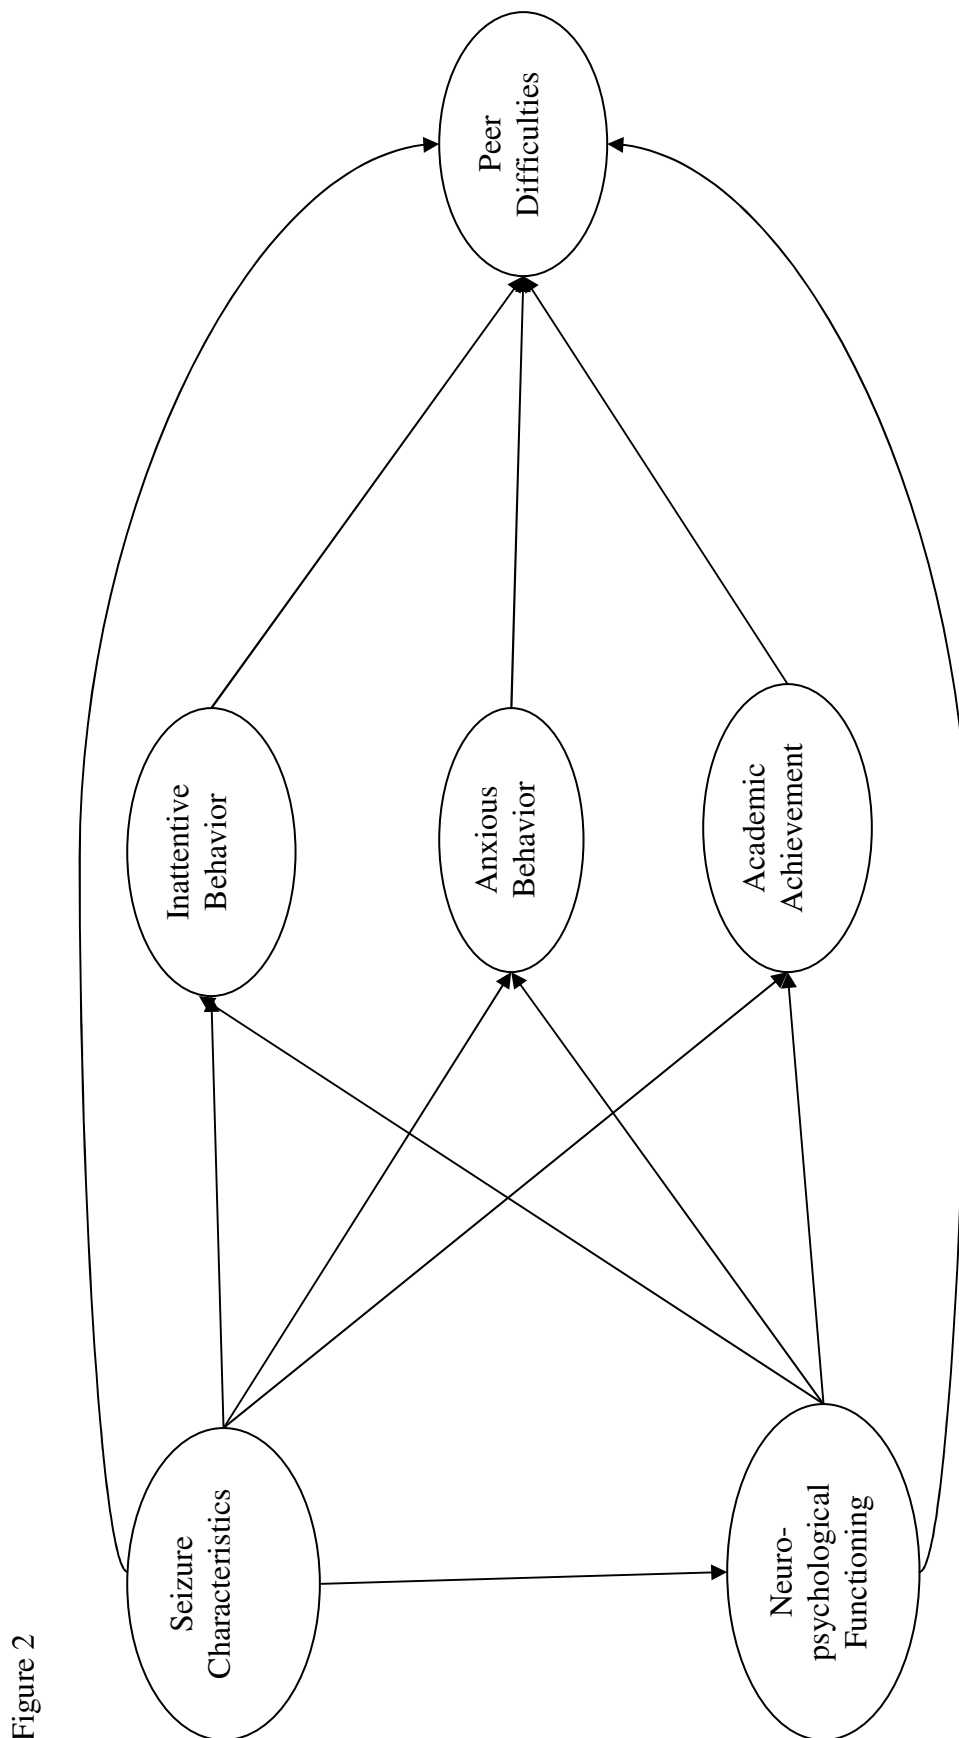 Figure 2
Seizure
Characteristics
Neuro-
psychological
Functioning
Inattentive
Behavior
Anxious
Behavior
Academic
Achievement
Peer
Difficulties